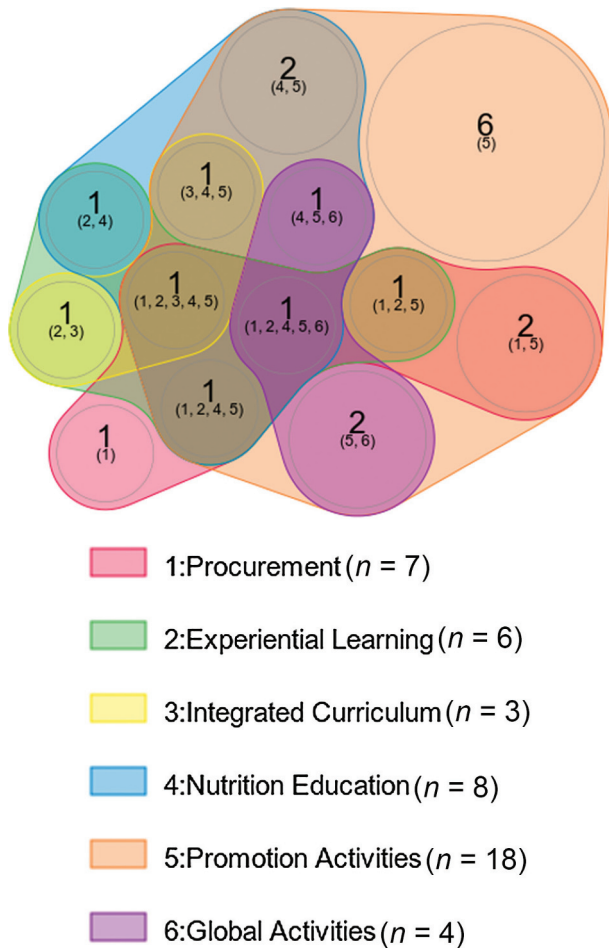 2
(4, 5)
6
(5)
1
(3, 4, 5)
1
(2, 4)
1
(4, 5, 6)
1
(1, 2, 3, 4, 5)
1
(1, 2, 5)
1
(2, 3)
1
(1, 2, 4, 5, 6)
2
(1, 5)
1
(1, 2, 4, 5)
1
(1)
2
(5, 6)
1:Procurement (n = 7)
2:Experiential Learning (n = 6)
3:Integrated Curriculum (n = 3)
4:Nutrition Education (n = 8)
5:Promotion Activities (n = 18)
6:Global Activities (n = 4)